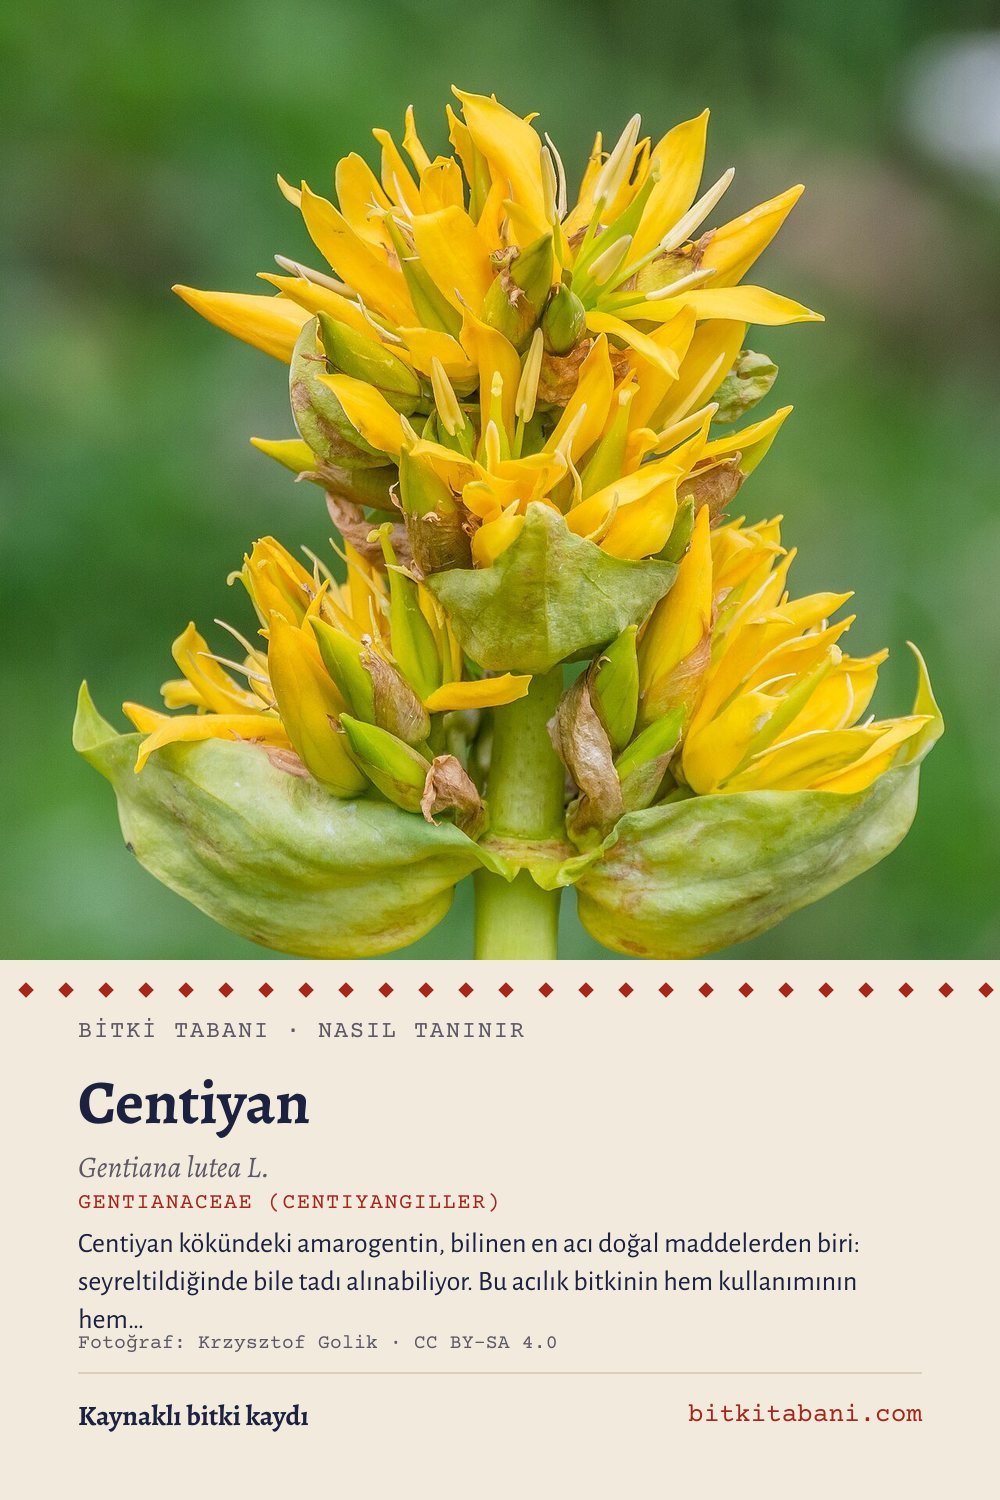 BİTKİ TABANI · NASIL TANINIR
Centiyan
Gentiana lutea L.
GENTIANACEAE (CENTIYANGILLER)
Centiyan kökündeki amarogentin, bilinen en acı doğal maddelerden biri:
seyreltildiğinde bile tadı alınabiliyor. Bu acılık bitkinin hem kullanımının
hem…
Fotoğraf: Krzysztof Golik · CC BY-SA 4.0
Kaynaklı bitki kaydı
bitkitabani.com